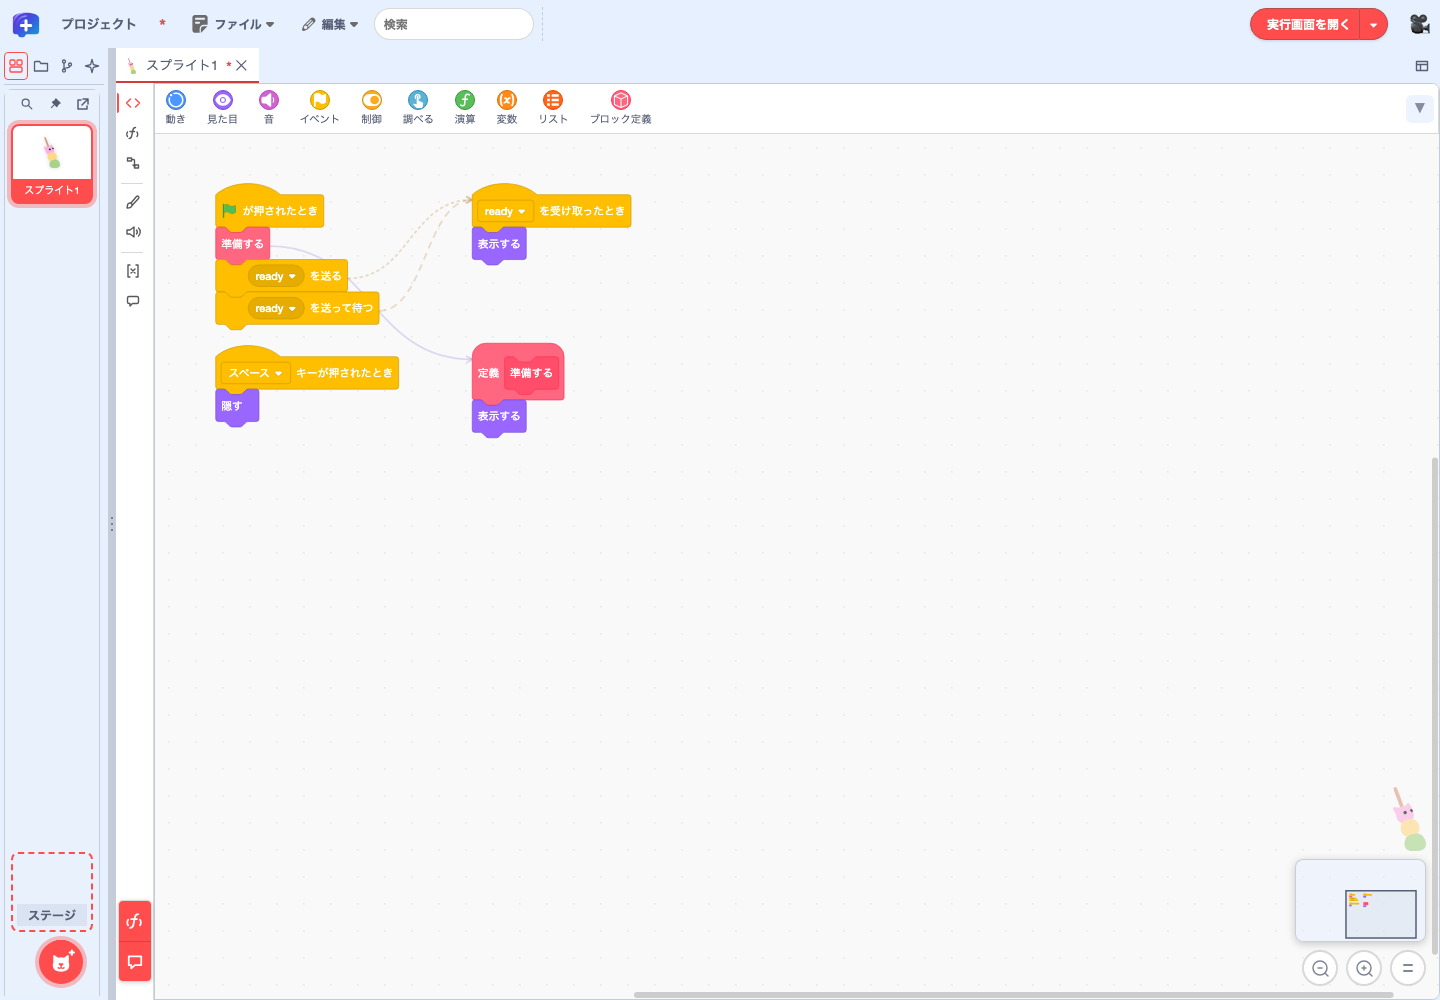 プロジェクト * ファイル 編集 検索 実行画面を開く
スプライト1 *
動き 見た目 音 イベント 制御 調べる 演算 変数 リスト ブロック定義
スプライト1
が押されたとき
準備する
ready を送る
ready を送って待つ
ready を受け取ったとき
表示する
スペース キーが押されたとき
隠す
定義 準備する
表示する
ステージ